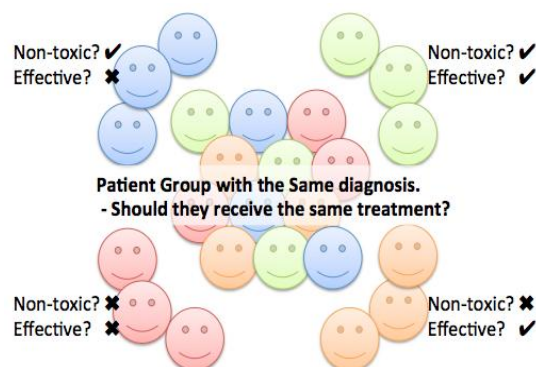 Non-toxic? ✔
Effective? ✖
Non-toxic? ✔
Effective? ✔
Patient Group with the Same diagnosis.
- Should they receive the same treatment?
Non-toxic? ✖
Effective? ✖
Non-toxic? ✖
Effective? ✔